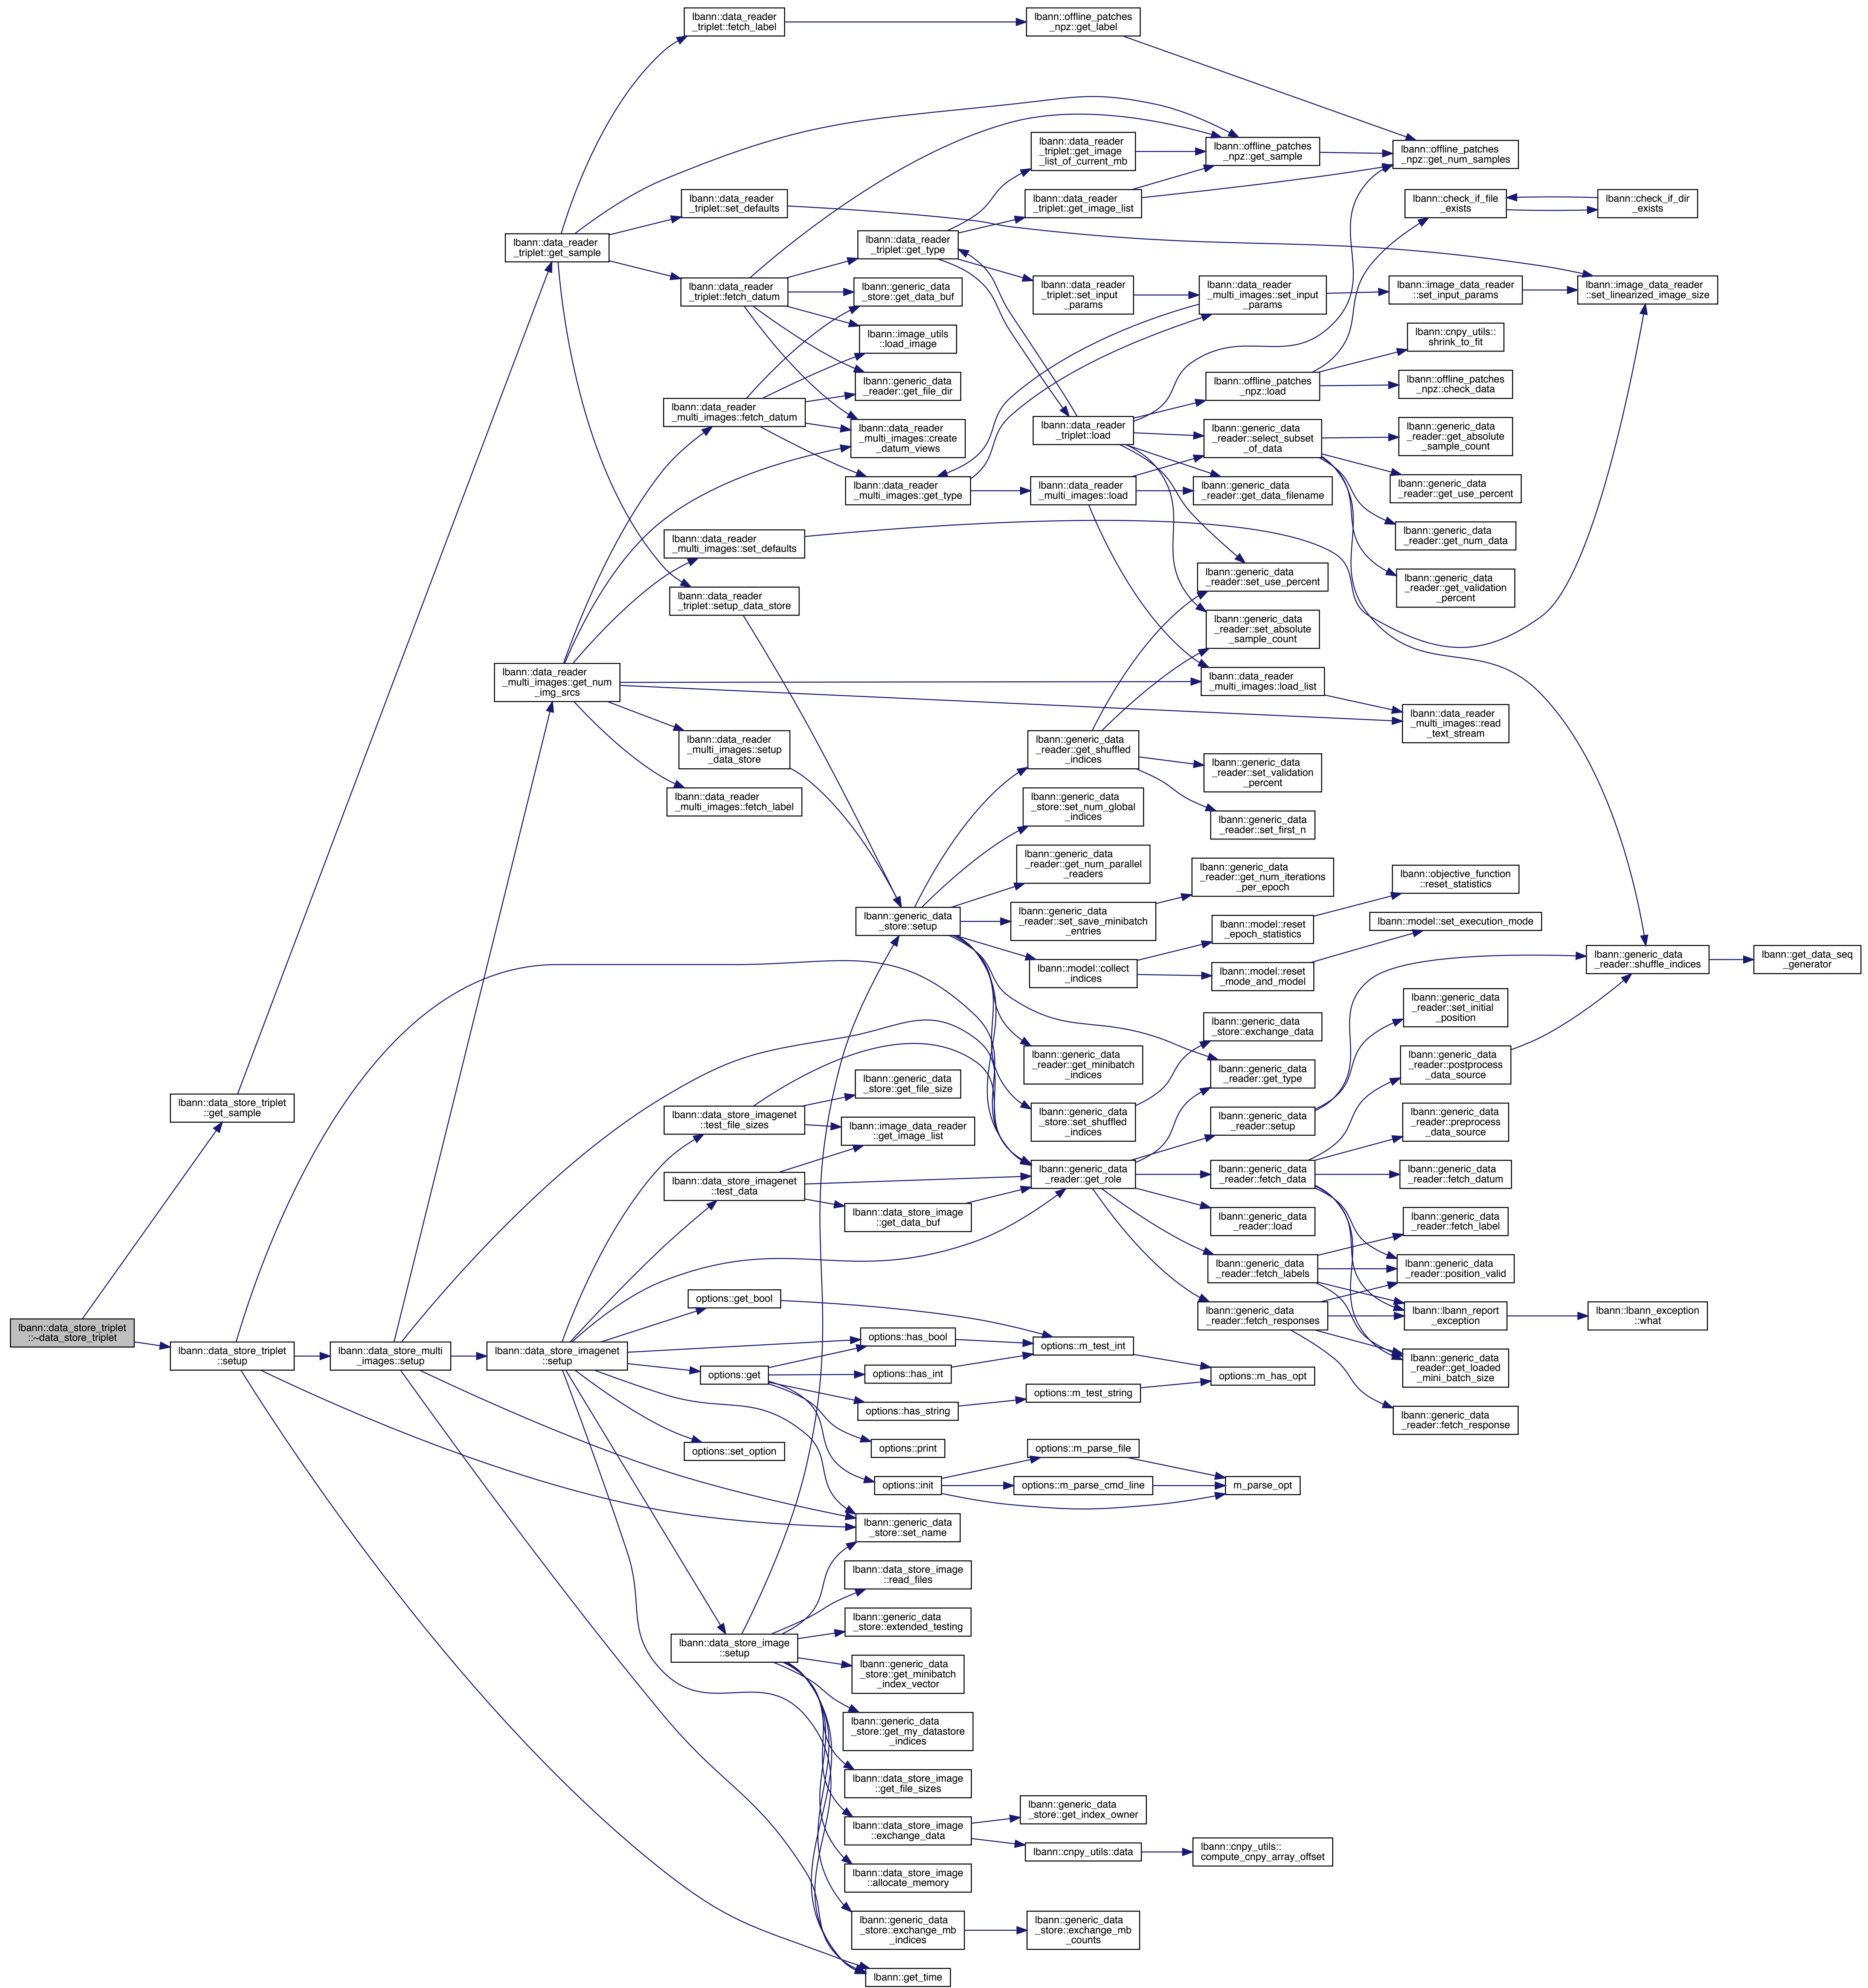 lbann::data_store_triplet
::~data_store_triplet
lbann::data_store_triplet
::get_sample
lbann::data_store_triplet
::setup
lbann::data_store_multi
_images::setup
lbann::data_reader
_triplet::get_sample
lbann::data_reader
_multi_images::get_num
_img_srcs
lbann::data_store_imagenet
::setup
lbann::data_reader
_triplet::fetch_label
lbann::data_reader
_triplet::set_defaults
lbann::data_reader
_triplet::fetch_datum
lbann::data_reader
_multi_images::fetch_datum
lbann::data_reader
_multi_images::set_defaults
lbann::data_reader
_triplet::setup_data_store
lbann::data_reader
_multi_images::setup
_data_store
lbann::data_reader
_multi_images::fetch_label
lbann::data_store_imagenet
::test_file_sizes
lbann::data_store_imagenet
::test_data
options::get_bool
options::get
options::set_option
lbann::data_store_image
::setup
lbann::data_reader
_triplet::get_type
lbann::generic_data
_store::get_data_buf
lbann::image_utils
::load_image
lbann::generic_data
_reader::get_file_dir
lbann::data_reader
_multi_images::create
_datum_views
lbann::data_reader
_multi_images::get_type
lbann::generic_data
_store::setup
lbann::generic_data
_store::get_file_size
lbann::image_data_reader
::get_image_list
lbann::data_store_image
::get_data_buf
options::has_bool
options::has_int
options::has_string
options::print
options::init
lbann::generic_data
_store::set_name
lbann::data_store_image
::read_files
lbann::generic_data
_store::extended_testing
lbann::generic_data
_store::get_minibatch
_index_vector
lbann::generic_data
_store::get_my_datastore
_indices
lbann::data_store_image
::get_file_sizes
lbann::data_store_image
::exchange_data
lbann::data_store_image
::allocate_memory
lbann::generic_data
_store::exchange_mb
_indices
lbann::get_time
lbann::offline_patches
_npz::get_label
lbann::data_reader
_triplet::get_image
_list_of_current_mb
lbann::data_reader
_triplet::get_image_list
lbann::data_reader
_triplet::set_input
_params
lbann::data_reader
_triplet::load
lbann::data_reader
_multi_images::load
lbann::generic_data
_reader::get_shuffled
_indices
lbann::generic_data
_store::set_num_global
_indices
lbann::generic_data
_reader::get_num_parallel
_readers
lbann::generic_data
_reader::set_save_minibatch
_entries
lbann::model::collect
_indices
lbann::generic_data
_reader::get_minibatch
_indices
lbann::generic_data
_store::set_shuffled
_indices
lbann::generic_data
_reader::get_role
options::m_test_int
options::m_test_string
options::m_parse_file
options::m_parse_cmd_line
lbann::generic_data
_store::get_index_owner
lbann::cnpy_utils::data
lbann::generic_data
_store::exchange_mb
_counts
lbann::offline_patches
_npz::get_sample
lbann::data_reader
_multi_images::set_input
_params
lbann::offline_patches
_npz::load
lbann::generic_data
_reader::select_subset
_of_data
lbann::generic_data
_reader::get_data_filename
lbann::generic_data
_reader::set_use_percent
lbann::generic_data
_reader::set_absolute
_sample_count
lbann::data_reader
_multi_images::load_list
lbann::generic_data
_reader::set_validation
_percent
lbann::generic_data
_reader::set_first_n
lbann::generic_data
_reader::get_num_iterations
_per_epoch
lbann::model::reset
_epoch_statistics
lbann::model::reset
_mode_and_model
lbann::generic_data
_store::exchange_data
lbann::generic_data
_reader::get_type
lbann::generic_data
_reader::setup
lbann::generic_data
_reader::fetch_data
lbann::generic_data
_reader::load
lbann::generic_data
_reader::fetch_labels
lbann::generic_data
_reader::fetch_responses
options::m_has_opt
m_parse_opt
lbann::cnpy_utils::
compute_cnpy_array_offset
lbann::offline_patches
_npz::get_num_samples
lbann::check_if_file
_exists
lbann::image_data_reader
::set_input_params
lbann::cnpy_utils::
shrink_to_fit
lbann::offline_patches
_npz::check_data
lbann::generic_data
_reader::get_absolute
_sample_count
lbann::generic_data
_reader::get_use_percent
lbann::generic_data
_reader::get_num_data
lbann::generic_data
_reader::get_validation
_percent
lbann::data_reader
_multi_images::read
_text_stream
lbann::objective_function
::reset_statistics
lbann::model::set_execution_mode
lbann::generic_data
_reader::set_initial
_position
lbann::generic_data
_reader::postprocess
_data_source
lbann::generic_data
_reader::preprocess
_data_source
lbann::generic_data
_reader::fetch_datum
lbann::generic_data
_reader::fetch_label
lbann::generic_data
_reader::position_valid
lbann::lbann_report
_exception
lbann::generic_data
_reader::get_loaded
_mini_batch_size
lbann::generic_data
_reader::fetch_response
lbann::check_if_dir
_exists
lbann::image_data_reader
::set_linearized_image_size
lbann::generic_data
_reader::shuffle_indices
lbann::lbann_exception
::what
lbann::get_data_seq
_generator